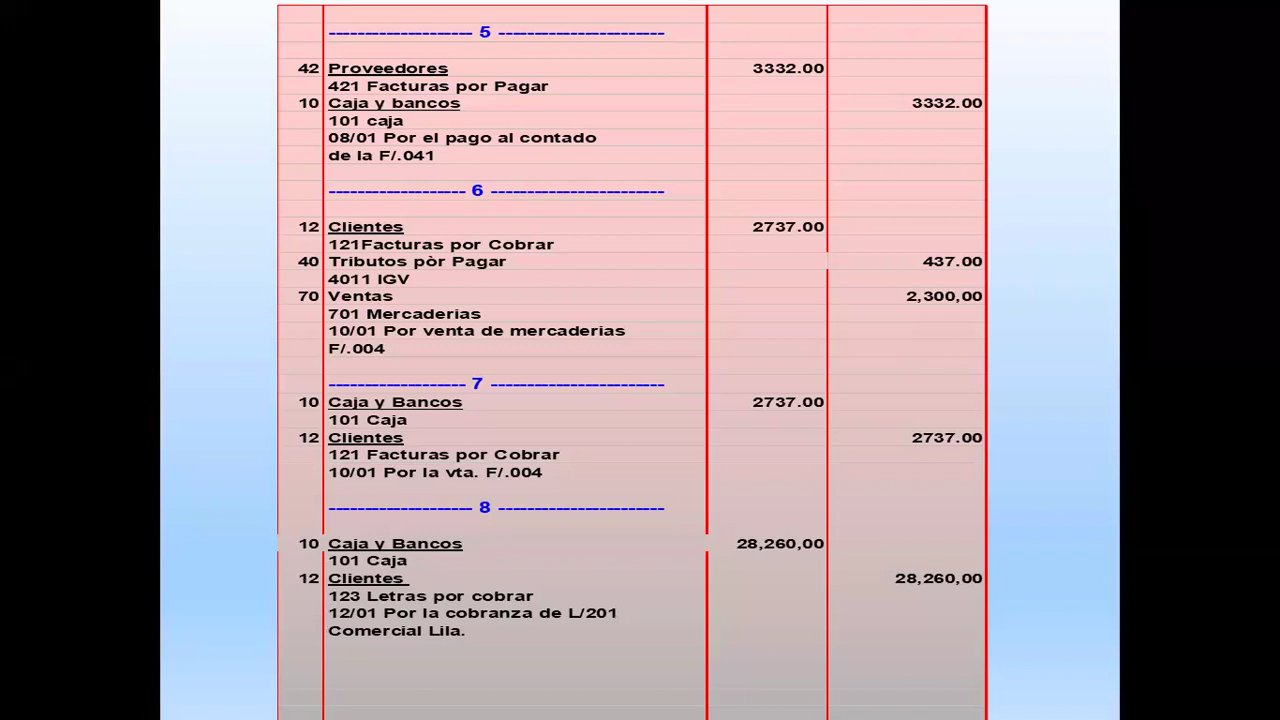 -------------------- 5 -----------------------
42 Proveedores 3332.00
421 Facturas por Pagar
10 Caja y bancos 3332.00
101 caja
08/01 Por el pago al contado
de la F/.041
------------------- 6 ------------------------
12 Clientes 2737.00
121Facturas por Cobrar
40 Tributos pòr Pagar 437.00
4011 IGV
70 Ventas 2,300,00
701 Mercaderias
10/01 Por venta de mercaderias
F/.004
------------------- 7 ------------------------
10 Caja y Bancos 2737.00
101 Caja
12 Clientes 2737.00
121 Facturas por Cobrar
10/01 Por la vta. F/.004
-------------------- 8 -----------------------
10 Caja y Bancos 28,260,00
101 Caja
12 Clientes 28,260,00
123 Letras por cobrar
12/01 Por la cobranza de L/201
Comercial Lila.